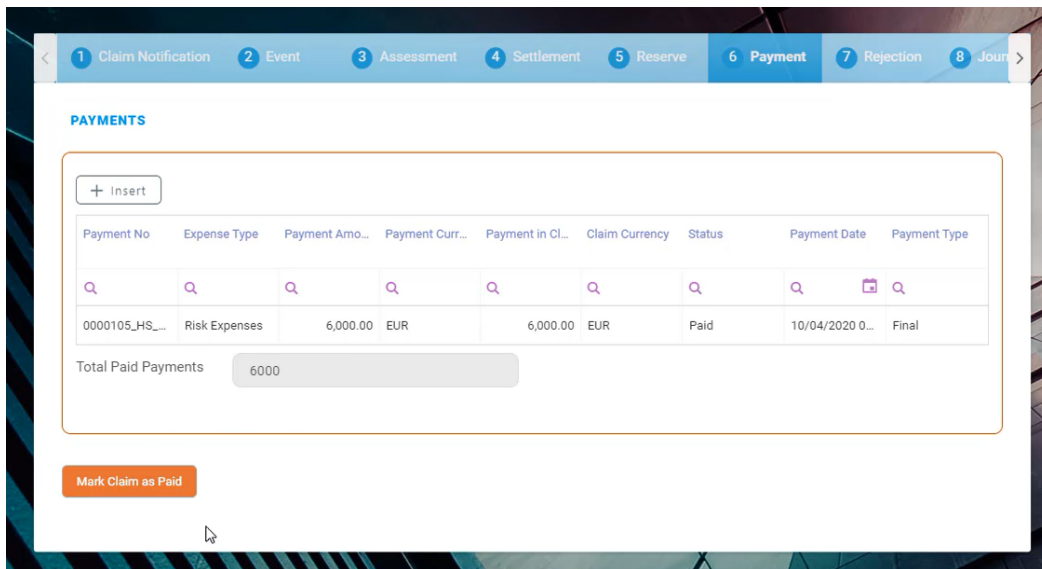 1 Claim Notification 2 Event 3 Assessment 4 Settlement 5 Reserve 6 Payment 7 Rejection 8 Journ
PAYMENTS
+ Insert
Payment No Expense Type Payment Amo... Payment Curr... Payment in Cl... Claim Currency Status Payment Date Payment Type
0000105_HS_... Risk Expenses 6,000.00 EUR 6,000.00 EUR Paid 10/04/2020 0... Final
Total Paid Payments 6000
Mark Claim as Paid